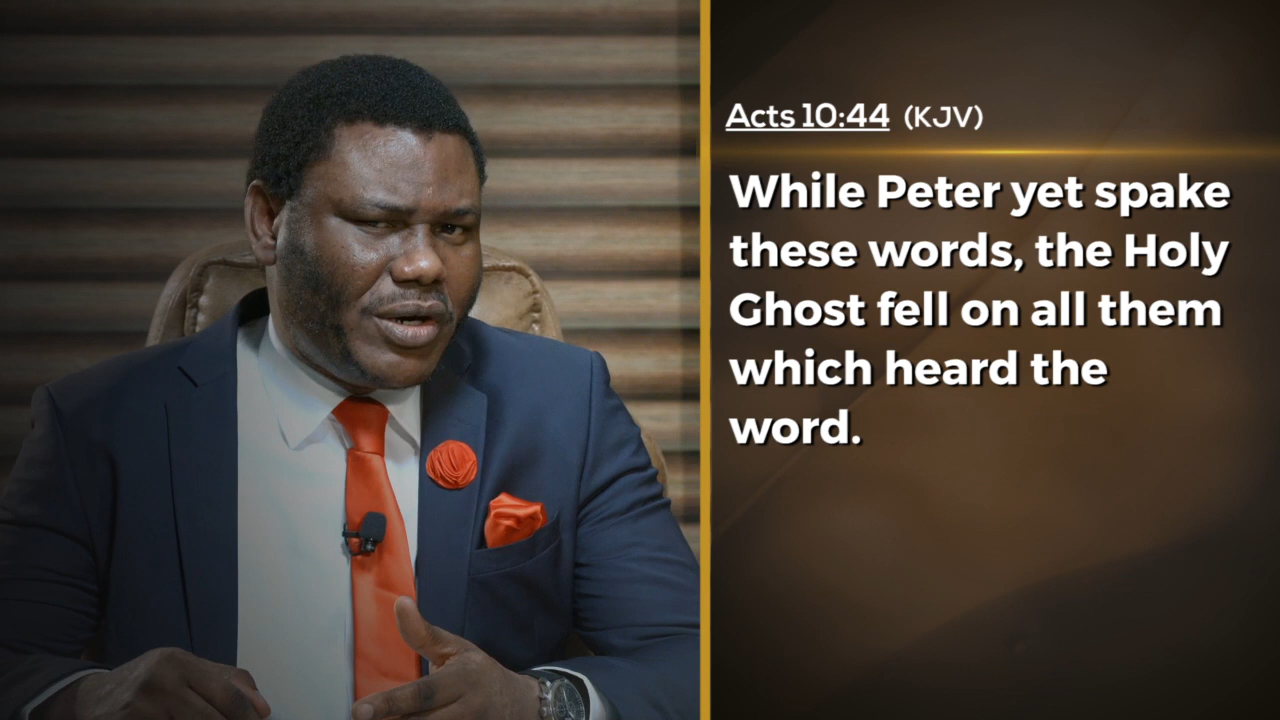 Acts 10:44 (KJV)
While Peter yet spake
these words, the Holy
Ghost fell on all them
which heard the
word.